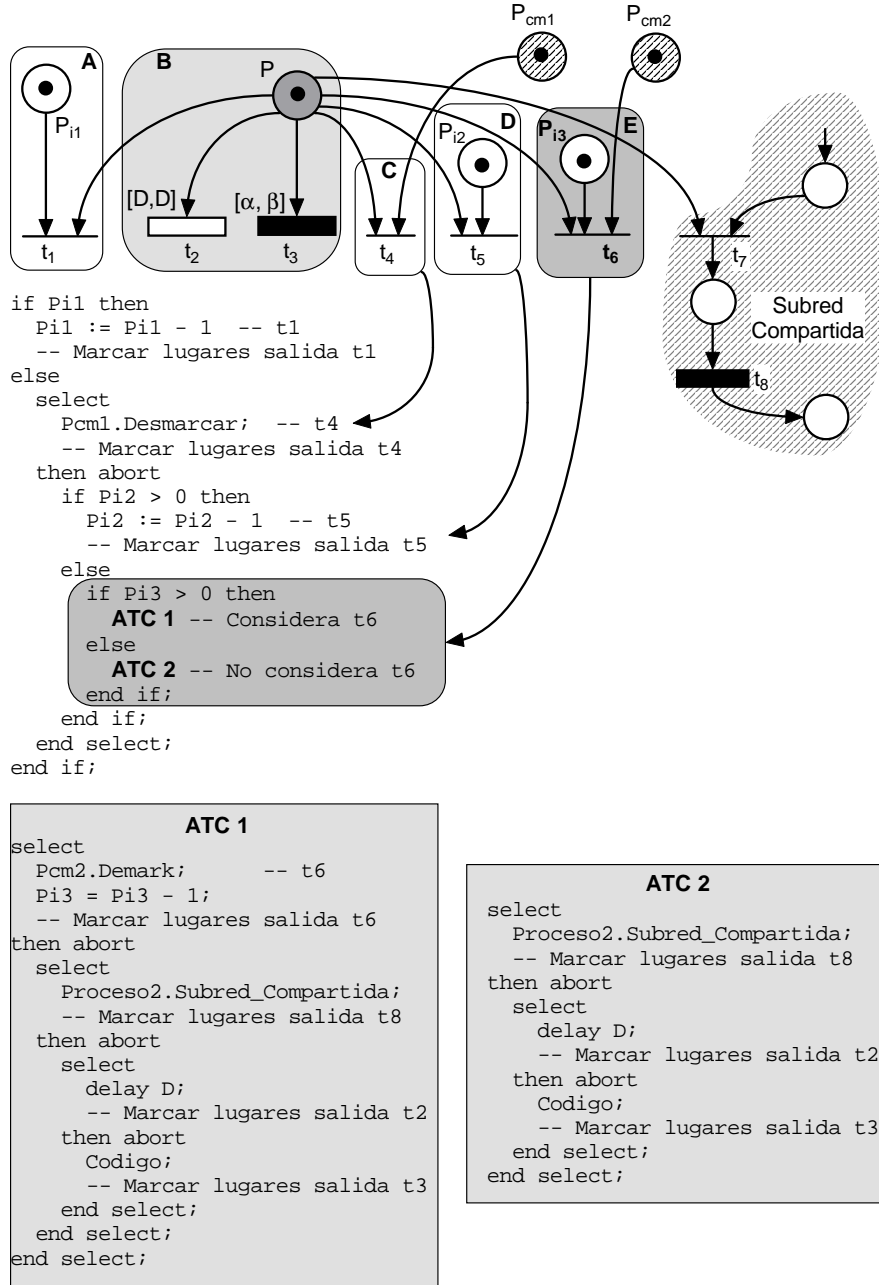 Pcm1
Pcm2
A
B
P
Pi1
D
Pi2
E
Pi3
C
[D,D]
[α, β]
t1
t2
t3
t4
t5
t6
t7
Subred
Compartida
t8
if Pi1 then
Pi1 := Pi1 - 1 -- t1
-- Marcar lugares salida t1
else
select
Pcm1.Desmarcar; -- t4
-- Marcar lugares salida t4
then abort
if Pi2 > 0 then
Pi2 := Pi2 - 1 -- t5
-- Marcar lugares salida t5
else
if Pi3 > 0 then
ATC 1 -- Considera t6
else
ATC 2 -- No considera t6
end if;
end if;
end select;
end if;
ATC 1
select
Pcm2.Demark; -- t6
Pi3 = Pi3 - 1;
-- Marcar lugares salida t6
then abort
select
Proceso2.Subred_Compartida;
-- Marcar lugares salida t8
then abort
select
delay D;
-- Marcar lugares salida t2
then abort
Codigo;
-- Marcar lugares salida t3
end select;
end select;
end select;
ATC 2
select
Proceso2.Subred_Compartida;
-- Marcar lugares salida t8
then abort
select
delay D;
-- Marcar lugares salida t2
then abort
Codigo;
-- Marcar lugares salida t3
end select;
end select;